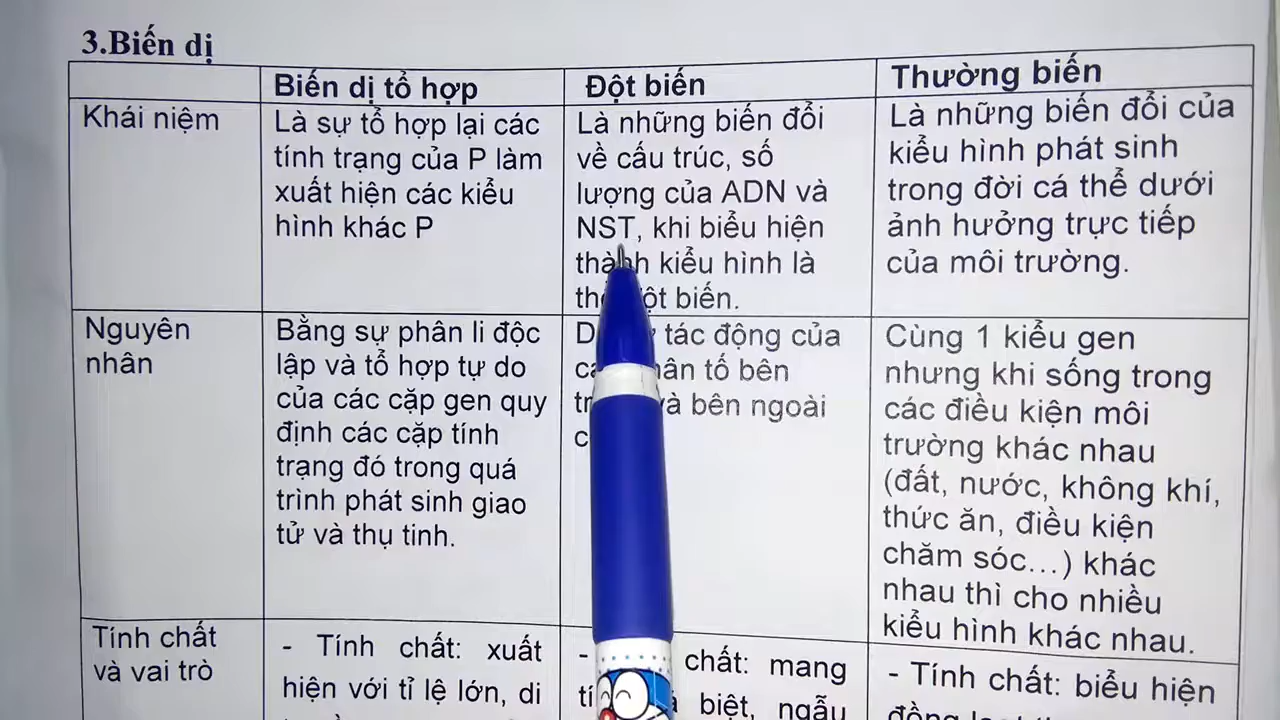 3.Biến dị
Biến dị tổ hợp
Đột biến
Thường biến
Khái niệm
Là sự tổ hợp lại các
tính trạng của P làm
xuất hiện các kiểu
hình khác P
Là những biến đổi
về cấu trúc, số
lượng của ADN và
NST, khi biểu hiện
thành kiểu hình là
đột biến.
Là những biến đổi của
kiểu hình phát sinh
trong đời cá thể dưới
ảnh hưởng trực tiếp
của môi trường.
Nguyên
nhân
Bằng sự phân li độc
lập và tổ hợp tự do
của các cặp gen quy
định các cặp tính
trạng đó trong quá
trình phát sinh giao
tử và thụ tinh.
tác động của
tố bên
và bên ngoài
Cùng 1 kiểu gen
nhưng khi sống trong
các điều kiện môi
trường khác nhau
(đất, nước, không khí,
thức ăn, điều kiện
chăm sóc...) khác
nhau thì cho nhiều
kiểu hình khác nhau.
Tính chất
và vai trò
- Tính chất: xuất
hiện với tỉ lệ lớn, di
- chất: mang
biệt, ngẫu
- Tính chất: biểu hiện